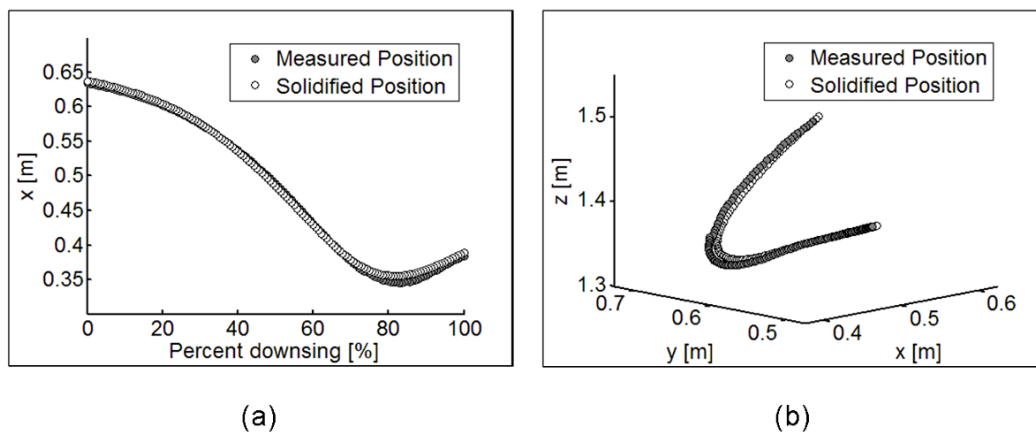 Measured Position
Solidified Position
0.65
0.6
0.55
0.5
0.45
0.4
0.35
x [m]
0 20 40 60 80 100
Percent downsing [%]
(a)
Measured Position
Solidified Position
1.5
1.4
1.3
z [m]
0.7 0.6 0.5
y [m]
0.4 0.5 0.6
x [m]
(b)